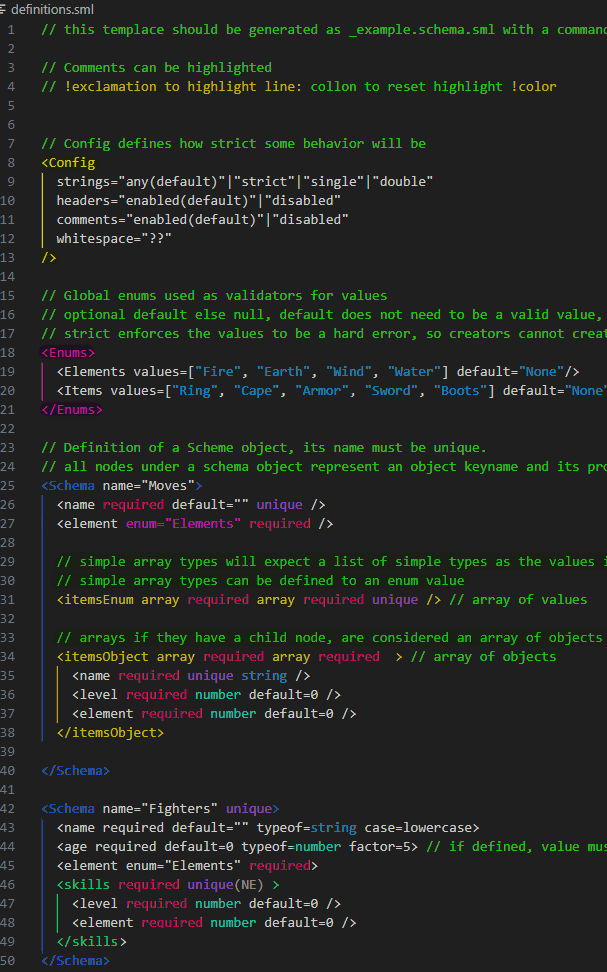 definitions.sml
1 // this templace should be generated as _example.schema.sml with a command
2
3 // Comments can be highlighted
4 // !exclamation to highlight line: collon to reset highlight !color
5
6
7 // Config defines how strict some behavior will be
8 <Config
9 strings="any(default)"|"strict"|"single"|"double"
10 headers="enabled(default)"|"disabled"
11 comments="enabled(default)"|"disabled"
12 whitespace="??"
13 />
14
15 // Global enums used as validators for values
16 // optional default else null, default does not need to be a valid value,
17 // strict enforces the values to be a hard error, so creators cannot creat
18 <Enums>
19 <Elements values=["Fire", "Earth", "Wind", "Water"] default="None"/>
20 <Items values=["Ring", "Cape", "Armor", "Sword", "Boots"] default="None"
21 </Enums>
22
23 // Definition of a Scheme object, its name must be unique.
24 // all nodes under a schema object represent an object keyname and its pro
25 <Schema name="Moves">
26 <name required default="" unique />
27 <element enum="Elements" required />
28
29 // simple array types will expect a list of simple types as the values i
30 // simple array types can be defined to an enum value
31 <itemsEnum array required array required unique /> // array of values
32
33 // arrays if they have a child node, are considered an array of objects
34 <itemsObject array required array required > // array of objects
35 <name required unique string />
36 <level required number default=0 />
37 <element required number default=0 />
38 </itemsObject>
39
40 </Schema>
41
42 <Schema name="Fighters" unique>
43 <name required default="" typeof=string case=lowercase>
44 <age required default=0 typeof=number factor=5> // if defined, value mus
45 <element enum="Elements" required>
46 <skills required unique(NE) >
47 <level required number default=0 />
48 <element required number default=0 />
49 </skills>
50 </Schema>